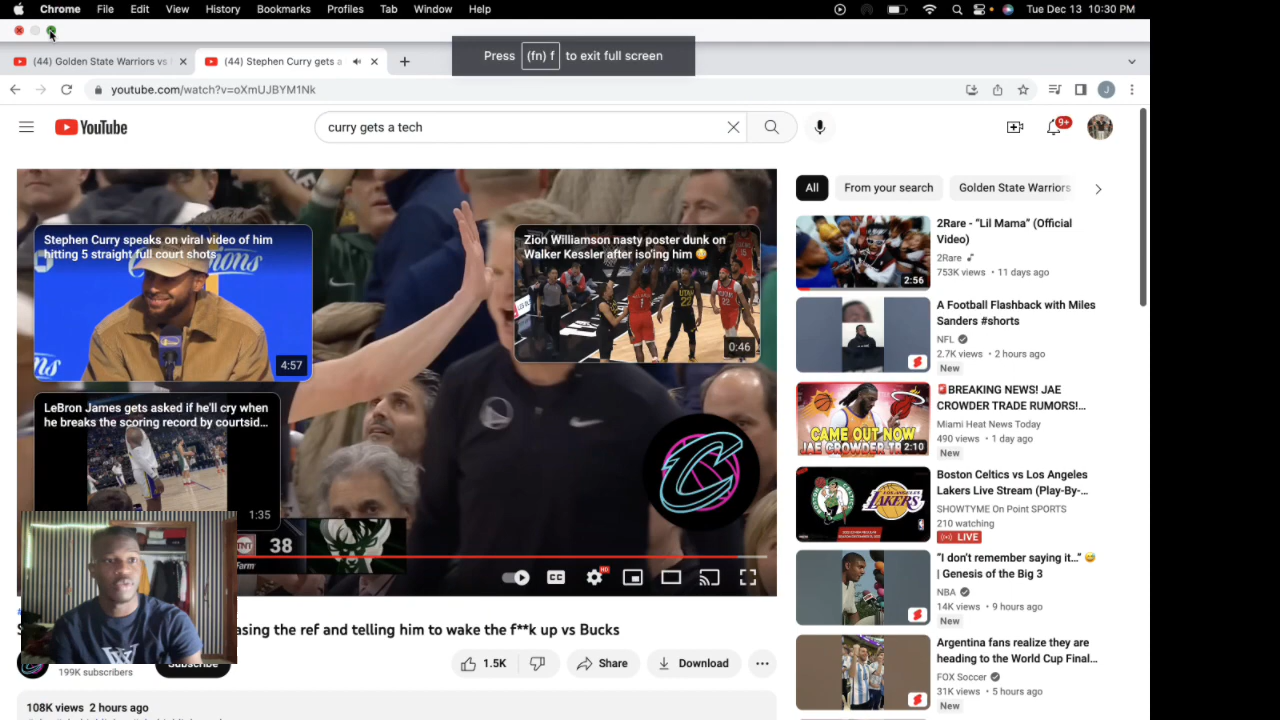 Chrome File Edit View History Bookmarks Profiles Tab Window Help Tue Dec 13 10:30 PM
Press (fn) f to exit full screen
(44) Golden State Warriors vs
(44) Stephen Curry gets a
youtube.com/watch?v=oXmUJBYM1Nk
J
YouTube
curry gets a tech
9+
All
From your search
Golden State Warriors
Stephen Curry speaks on viral video of him
hitting 5 straight full court shots
4:57
Zion Williamson nasty poster dunk on
Walker Kessler after iso'ing him 😳
0:46
LeBron James gets asked if he'll cry when
he breaks the scoring record by courtsid...
1:35
TNT
38
CC
HD
asing the ref and telling him to wake the f**k up vs Bucks
199K subscribers
Subscribe
1.5K
Share
Download
108K views 2 hours ago
2Rare - “Lil Mama” (Official
Video)
2Rare
753K views • 11 days ago
2:56
A Football Flashback with Miles
Sanders #shorts
NFL
2.7K views • 2 hours ago
New
🚨BREAKING NEWS! JAE
CROWDER TRADE RUMORS!...
Miami Heat News Today
490 views • 1 day ago
New
CAME OUT NOW
JAE CROWDER TR
2:10
Boston Celtics vs Los Angeles
Lakers Live Stream (Play-By-...
SHOWTYME On Point SPORTS
210 watching
LIVE
LAKERS
“I don't remember saying it...” 😅
| Genesis of the Big 3
NBA
14K views • 9 hours ago
New
Argentina fans realize they are
heading to the World Cup Final...
FOX Soccer
31K views • 5 hours ago
New